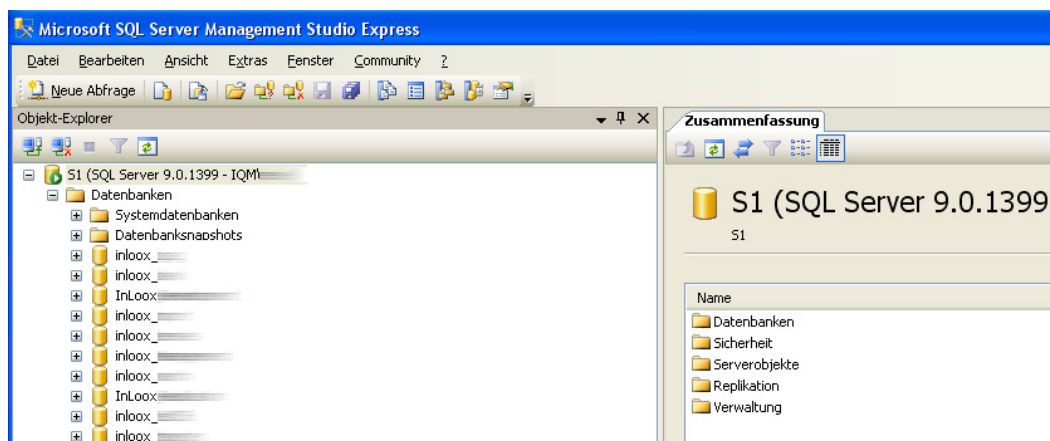 Microsoft SQL Server Management Studio Express
Datei Bearbeiten Ansicht Extras Fenster Community ?
Neue Abfrage
Objekt-Explorer
S1 (SQL Server 9.0.1399 - IQM\
Datenbanken
Systemdatenbanken
Datenbanksnapshots
inloox_
inloox_
InLoox
inloox_
inloox_
inloox_
inloox_
InLoox
inloox_
inloox_
Zusammenfassung
S1 (SQL Server 9.0.1399
S1
Name
Datenbanken
Sicherheit
Serverobjekte
Replikation
Verwaltung